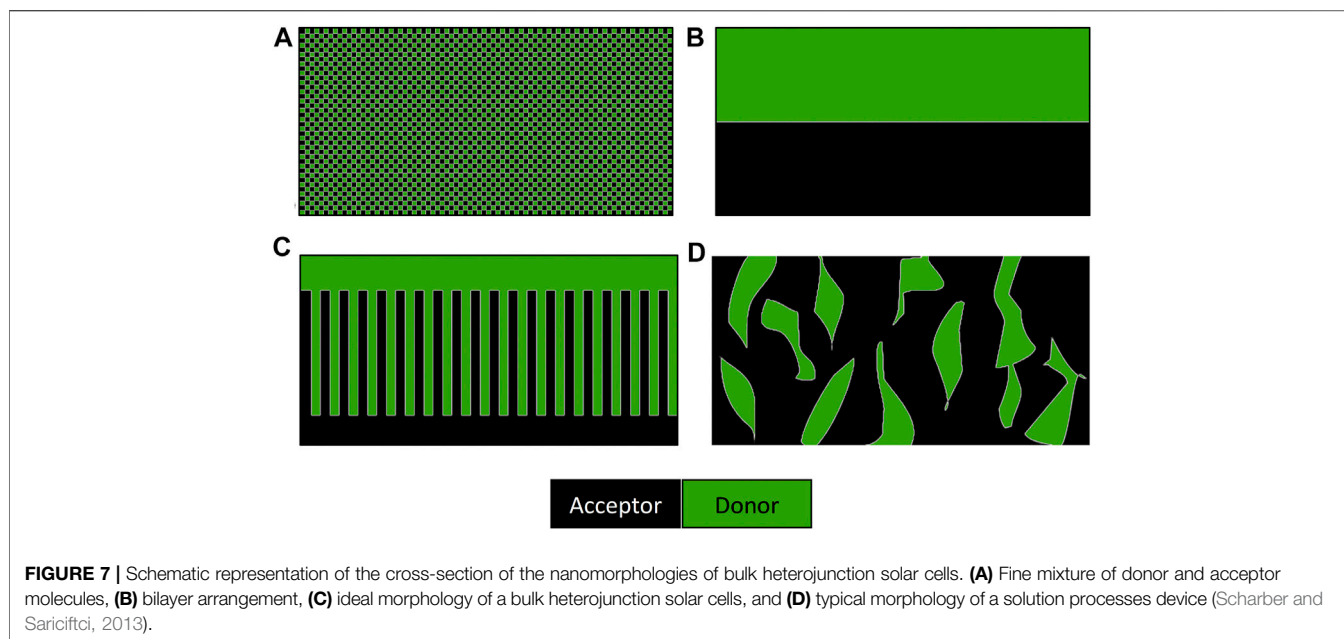 A
B
C
D
Acceptor
Donor
FIGURE 7 | Schematic representation of the cross-section of the nanomorphologies of bulk heterojunction solar cells. (A) Fine mixture of donor and acceptor
molecules, (B) bilayer arrangement, (C) ideal morphology of a bulk heterojunction solar cells, and (D) typical morphology of a solution processes device (Scharber and
Sariciftci, 2013).